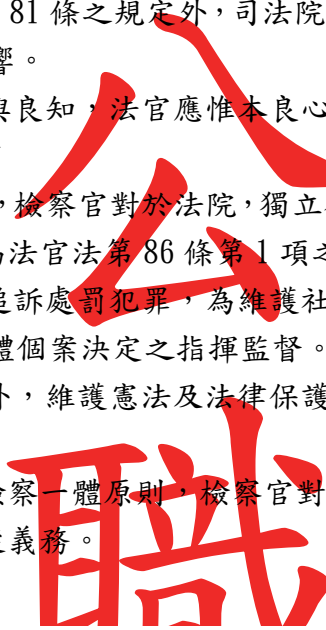 81 條之規定外，司法院
響。
與良知，法官應惟本良心
，檢察官對於法院，獨立
為法官法第 86 條第 1 項之
追訴處罰犯罪，為維護社
體個案決定之指揮監督。
外，維護憲法及法律保護
檢察一體原則，檢察官對
義務。
公
職